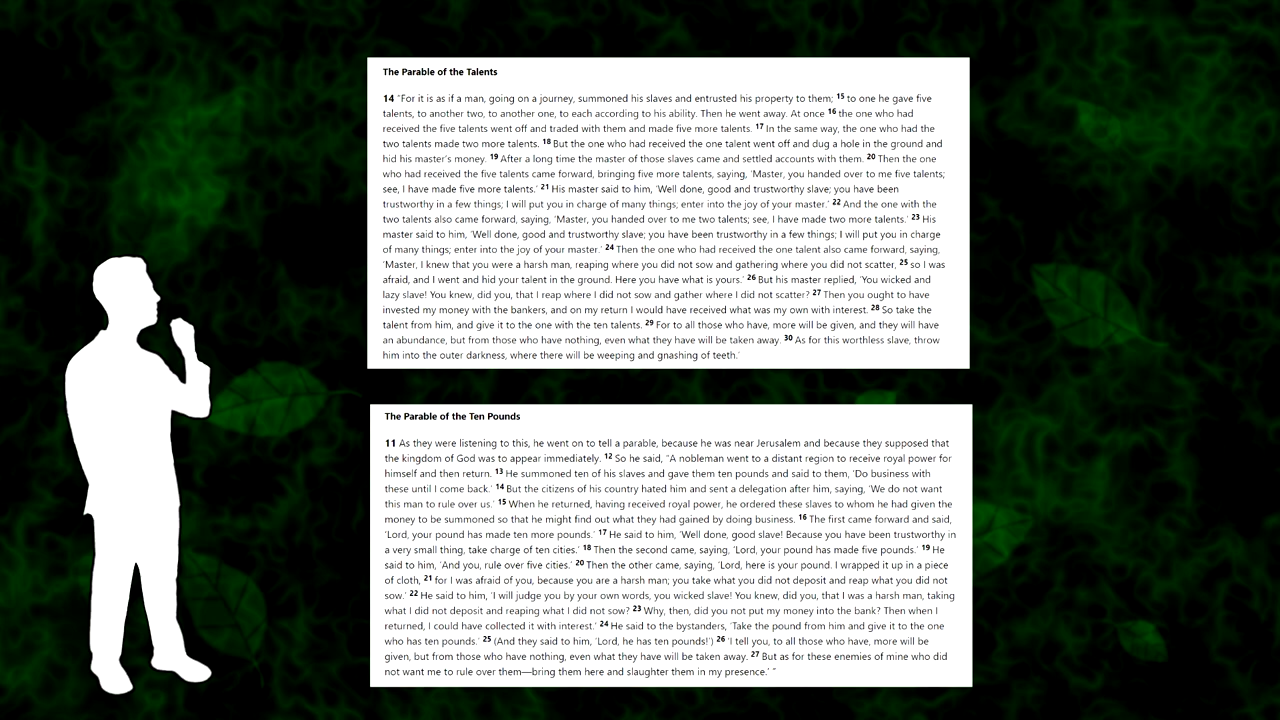 The Parable of the Talents
14 "For it is as if a man, going on a journey, summoned his slaves and entrusted his property to them; 15 to one he gave five
talents, to another two, to another one, to each according to his ability. Then he went away. At once 16 the one who had
received the five talents went off and traded with them and made five more talents. 17 In the same way, the one who had the
two talents made two more talents. 18 But the one who had received the one talent went off and dug a hole in the ground and
hid his master's money. 19 After a long time the master of those slaves came and settled accounts with them. 20 Then the one
who had received the five talents came forward, bringing five more talents, saying, 'Master, you handed over to me five talents;
see, I have made five more talents.' 21 His master said to him, 'Well done, good and trustworthy slave; you have been
trustworthy in a few things; I will put you in charge of many things; enter into the joy of your master.' 22 And the one with the
two talents also came forward, saying, 'Master, you handed over to me two talents; see, I have made two more talents.' 23 His
master said to him, 'Well done, good and trustworthy slave; you have been trustworthy in a few things; I will put you in charge
of many things; enter into the joy of your master.' 24 Then the one who had received the one talent also came forward, saying,
'Master, I knew that you were a harsh man, reaping where you did not sow and gathering where you did not scatter, 25 so I was
afraid, and I went and hid your talent in the ground. Here you have what is yours.' 26 But his master replied, 'You wicked and
lazy slave! You knew, did you, that I reap where I did not sow and gather where I did not scatter? 27 Then you ought to have
invested my money with the bankers, and on my return I would have received what was my own with interest. 28 So take the
talent from him, and give it to the one with the ten talents. 29 For to all those who have, more will be given, and they will have
an abundance, but from those who have nothing, even what they have will be taken away. 30 As for this worthless slave, throw
him into the outer darkness, where there will be weeping and gnashing of teeth.'
The Parable of the Ten Pounds
11 As they were listening to this, he went on to tell a parable, because he was near Jerusalem and because they supposed that
the kingdom of God was to appear immediately. 12 So he said, "A nobleman went to a distant region to receive royal power for
himself and then return. 13 He summoned ten of his slaves and gave them ten pounds and said to them, 'Do business with
these until I come back.' 14 But the citizens of his country hated him and sent a delegation after him, saying, 'We do not want
this man to rule over us.' 15 When he returned, having received royal power, he ordered these slaves to whom he had given the
money to be summoned so that he might find out what they had gained by doing business. 16 The first came forward and said,
'Lord, your pound has made ten more pounds.' 17 He said to him, 'Well done, good slave! Because you have been trustworthy in
a very small thing, take charge of ten cities.' 18 Then the second came, saying, 'Lord, your pound has made five pounds.' 19 He
said to him, 'And you, rule over five cities.' 20 Then the other came, saying, 'Lord, here is your pound. I wrapped it up in a piece
of cloth, 21 for I was afraid of you, because you are a harsh man; you take what you did not deposit and reap what you did not
sow.' 22 He said to him, 'I will judge you by your own words, you wicked slave! You knew, did you, that I was a harsh man, taking
what I did not deposit and reaping what I did not sow? 23 Why, then, did you not put my money into the bank? Then when I
returned, I could have collected it with interest.' 24 He said to the bystanders, 'Take the pound from him and give it to the one
who has ten pounds.' 25 (And they said to him, 'Lord, he has ten pounds!') 26 'I tell you, to all those who have, more will be
given, but from those who have nothing, even what they have will be taken away. 27 But as for these enemies of mine who did
not want me to rule over them—bring them here and slaughter them in my presence.' "